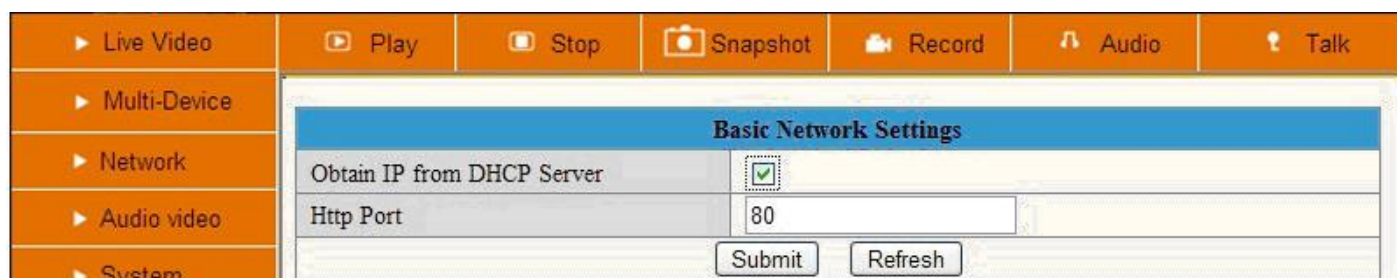 Live Video
Play
Stop
Snapshot
Record
Audio
Talk
Multi-Device
Network
Audio video
System
Basic Network Settings
Obtain IP from DHCP Server
Http Port
80
Submit
Refresh